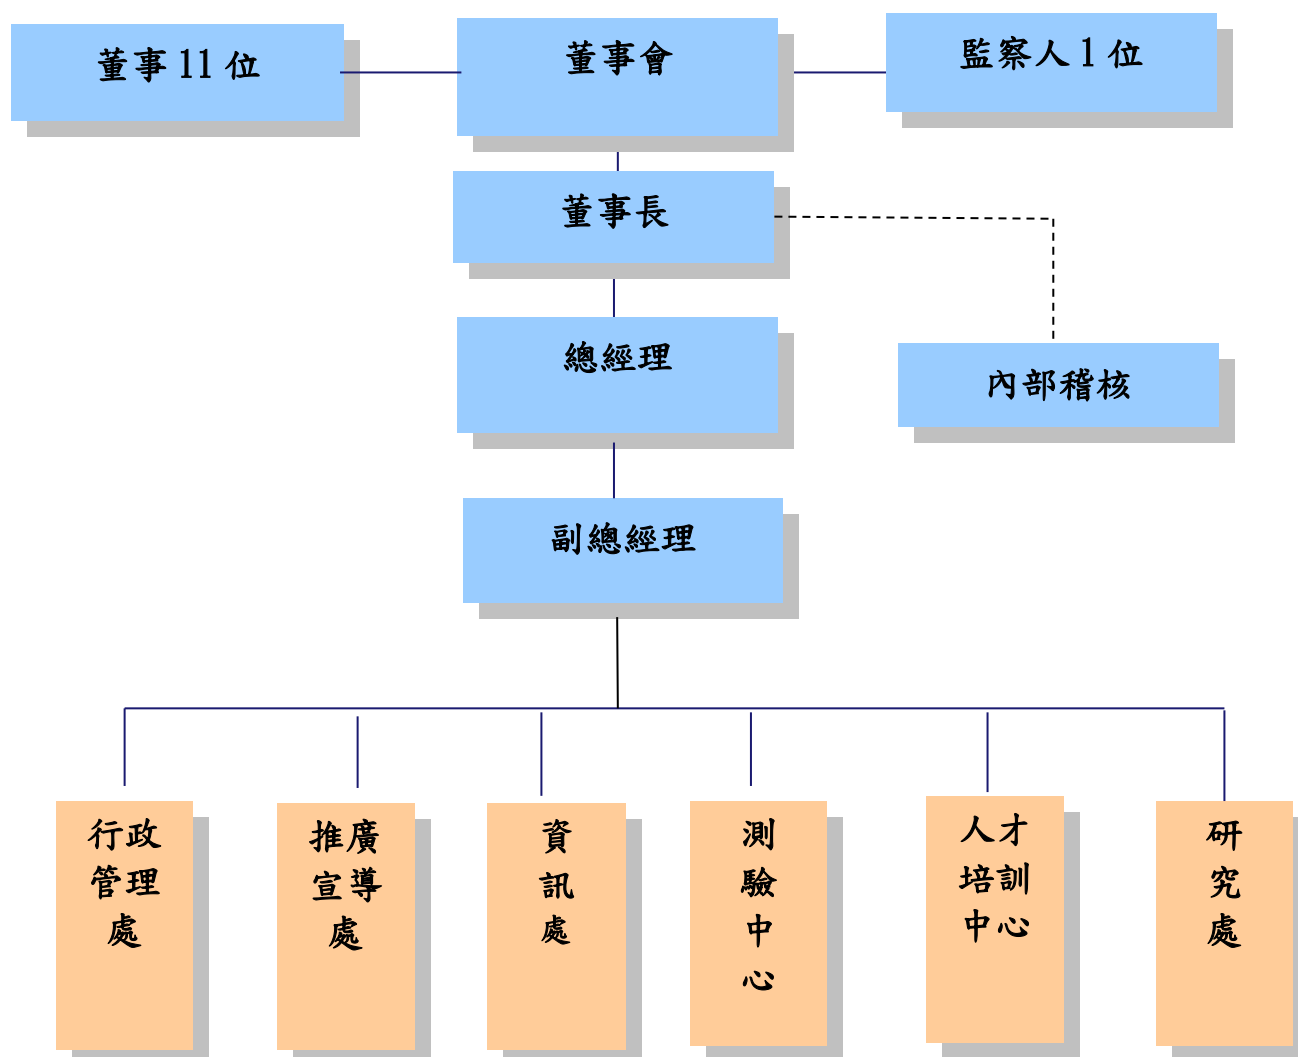 董事 11 位
董事會
監察人 1 位
董事長
總經理
內部稽核
副總經理
行政
管理
處
推廣
宣導
處
資
訊
處
測
驗
中
心
人才
培訓
中心
研
究
處